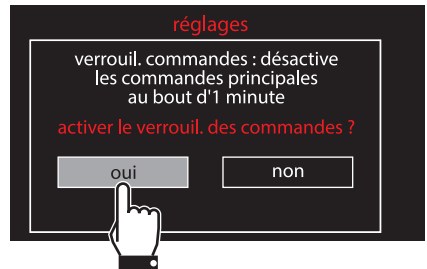 réglages
verrouil. commandes : désactive
les commandes principales
au bout d'1 minute
activer le verrouil. des commandes ?
oui
non